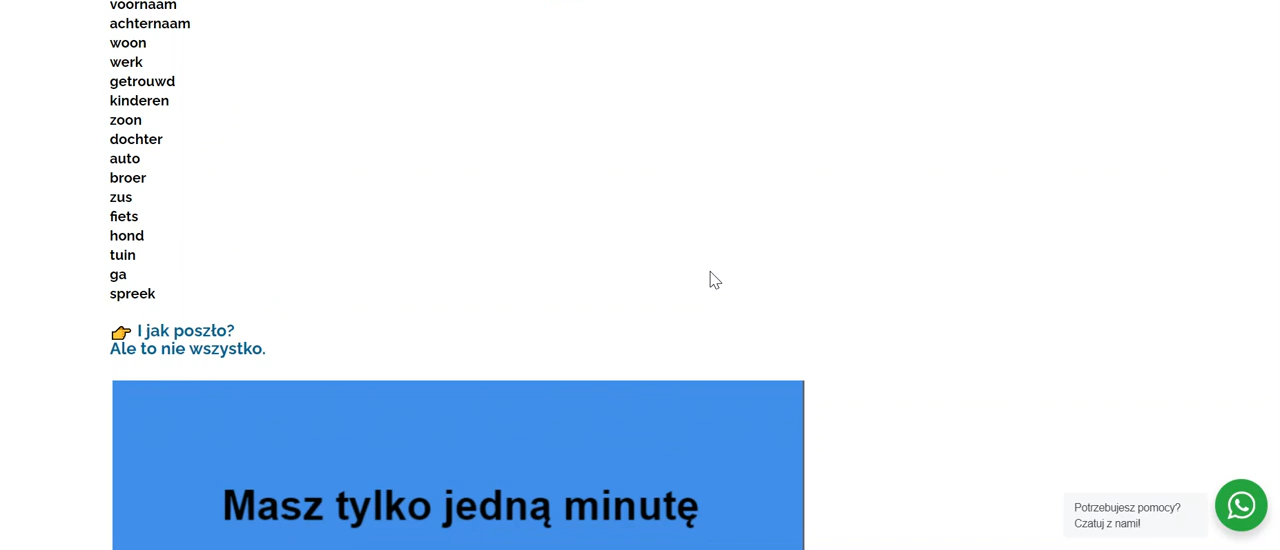 voornaam
achternaam
woon
werk
getrouwd
kinderen
zoon
dochter
auto
broer
zus
fiets
hond
tuin
ga
spreek
👉 I jak poszło?
Ale to nie wszystko.
Masz tylko jedną minutę
Potrzebujesz pomocy?
Czatuj z nami!